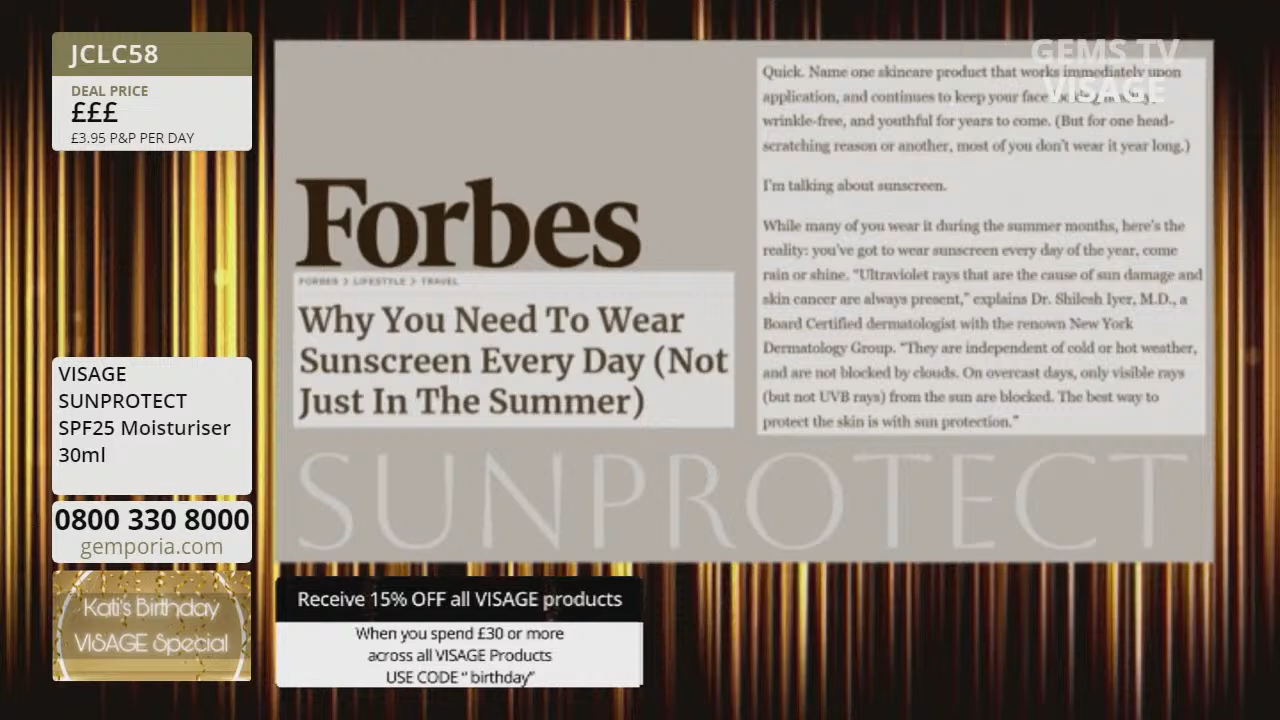 JCLC58
DEAL PRICE
£££
£3.95 P&P PER DAY
VISAGE
SUNPROTECT
SPF25 Moisturiser
30ml
0800 330 8000
gemporia.com
Kati's Birthday
VISAGE Special
Forbes
FORBES > LIFESTYLE > TRAVEL
Why You Need To Wear
Sunscreen Every Day (Not
Just In The Summer)
GEMS TV
VISAGE
Quick. Name one skincare product that works immediately upon
application, and continues to keep your face
wrinkle-free, and youthful for years to come. (But for one head-
scratching reason or another, most of you don't wear it year long.)
I'm talking about sunscreen.
While many of you wear it during the summer months, here's the
reality: you've got to wear sunscreen every day of the year, come
rain or shine. "Ultraviolet rays that are the cause of sun damage and
skin cancer are always present," explains Dr. Shilesh Iyer, M.D., a
Board Certified dermatologist with the renown New York
Dermatology Group. "They are independent of cold or hot weather,
and are not blocked by clouds. On overcast days, only visible rays
(but not UVB rays) from the sun are blocked. The best way to
protect the skin is with sun protection."
SUNPROTECT
Receive 15% OFF all VISAGE products
When you spend £30 or more
across all VISAGE Products
USE CODE " birthday"